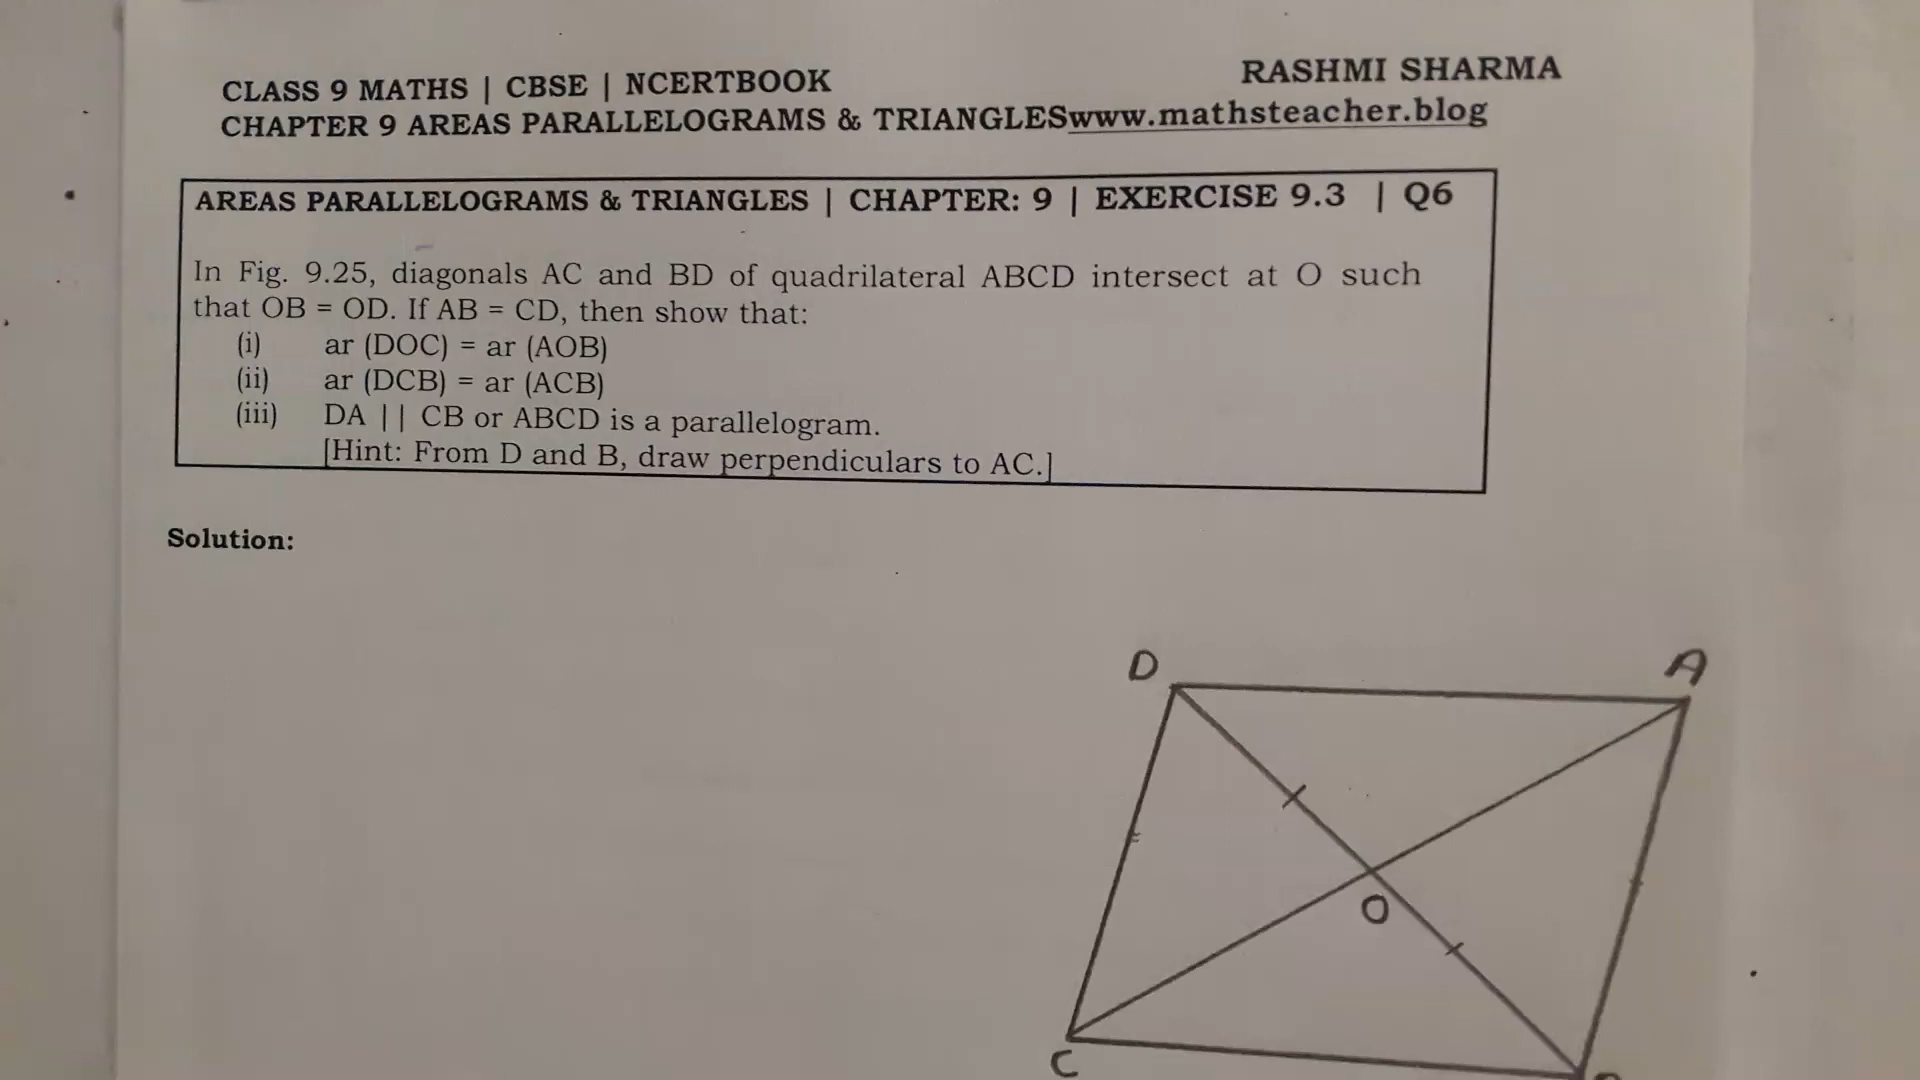 CLASS 9 MATHS | CBSE | NCERTBOOK RASHMI SHARMA
CHAPTER 9 AREAS PARALLELOGRAMS & TRIANGLESwww.mathsteacher.blog
AREAS PARALLELOGRAMS & TRIANGLES | CHAPTER: 9 | EXERCISE 9.3 | Q6
In Fig. 9.25, diagonals AC and BD of quadrilateral ABCD intersect at O such
that OB = OD. If AB = CD, then show that:
(i) ar (DOC) = ar (AOB)
(ii) ar (DCB) = ar (ACB)
(iii) DA || CB or ABCD is a parallelogram.
[Hint: From D and B, draw perpendiculars to AC.]
Solution:
D A
O
C